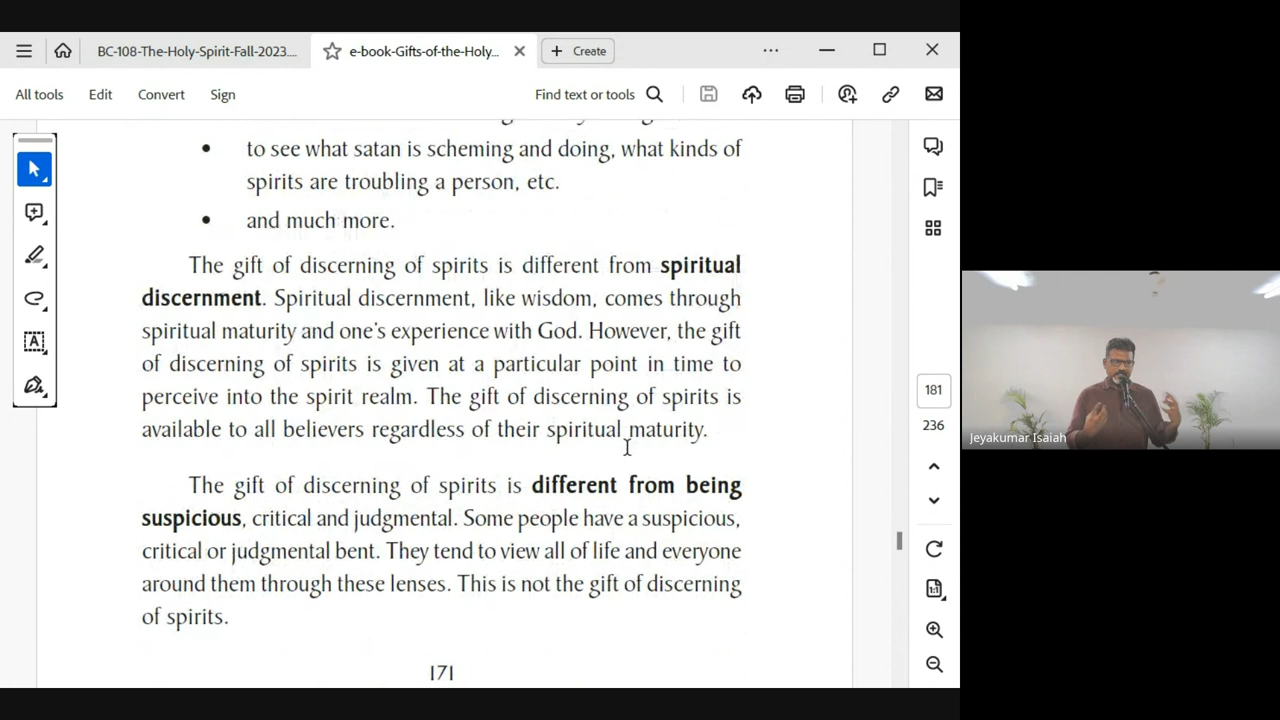 BC-108-The-Holy-Spirit-Fall-2023....
e-book-Gifts-of-the-Holy...
Create
All tools
Edit
Convert
Sign
Find text or tools
• to see what satan is scheming and doing, what kinds of
spirits are troubling a person, etc.
• and much more.
The gift of discerning of spirits is different from spiritual
discernment. Spiritual discernment, like wisdom, comes through
spiritual maturity and one's experience with God. However, the gift
of discerning of spirits is given at a particular point in time to
perceive into the spirit realm. The gift of discerning of spirits is
available to all believers regardless of their spiritual maturity.
The gift of discerning of spirits is different from being
suspicious, critical and judgmental. Some people have a suspicious,
critical or judgmental bent. They tend to view all of life and everyone
around them through these lenses. This is not the gift of discerning
of spirits.
171
181
236
1:1
Jeyakumar Isaiah